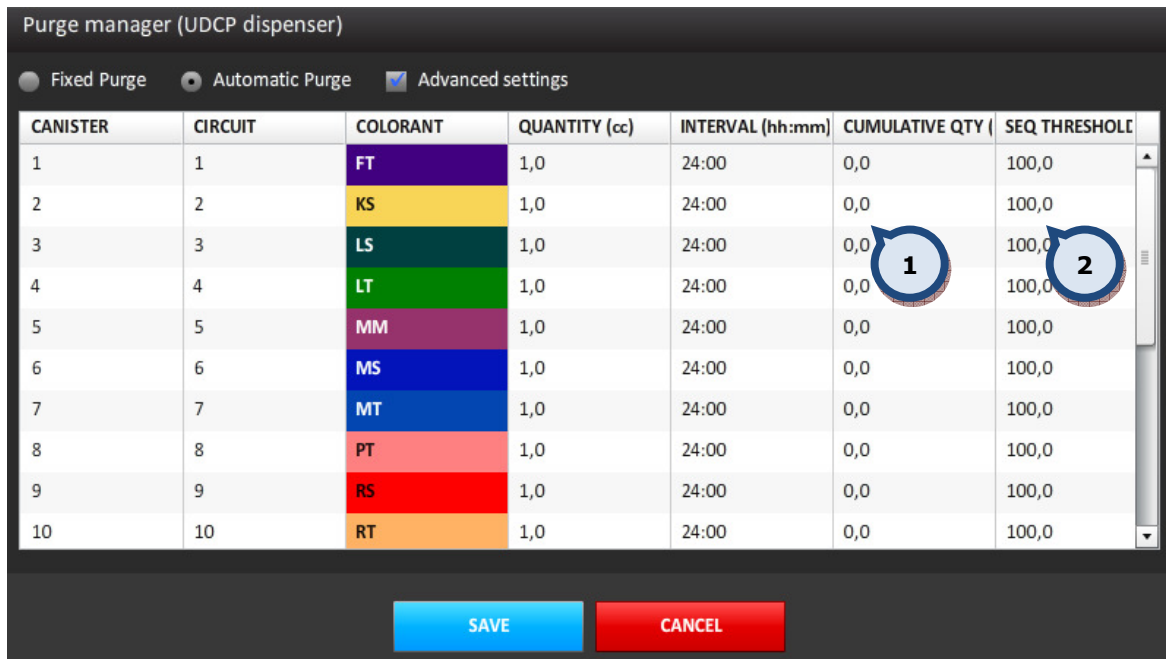 Purge manager (UDCP dispenser)
Fixed Purge Automatic Purge Advanced settings
CANISTER CIRCUIT COLORANT QUANTITY (cc) INTERVAL (hh:mm) CUMULATIVE QTY ( SEQ THRESHOLD
1 1 FT 1,0 24:00 0,0 100,0
2 2 KS 1,0 24:00 0,0 100,0
3 3 LS 1,0 24:00 0,0 100,0
4 4 LT 1,0 24:00 0,0 100,0
5 5 MM 1,0 24:00 0,0 100,0
6 6 MS 1,0 24:00 0,0 100,0
7 7 MT 1,0 24:00 0,0 100,0
8 8 PT 1,0 24:00 0,0 100,0
9 9 RS 1,0 24:00 0,0 100,0
10 10 RT 1,0 24:00 0,0 100,0
1 2
SAVE CANCEL